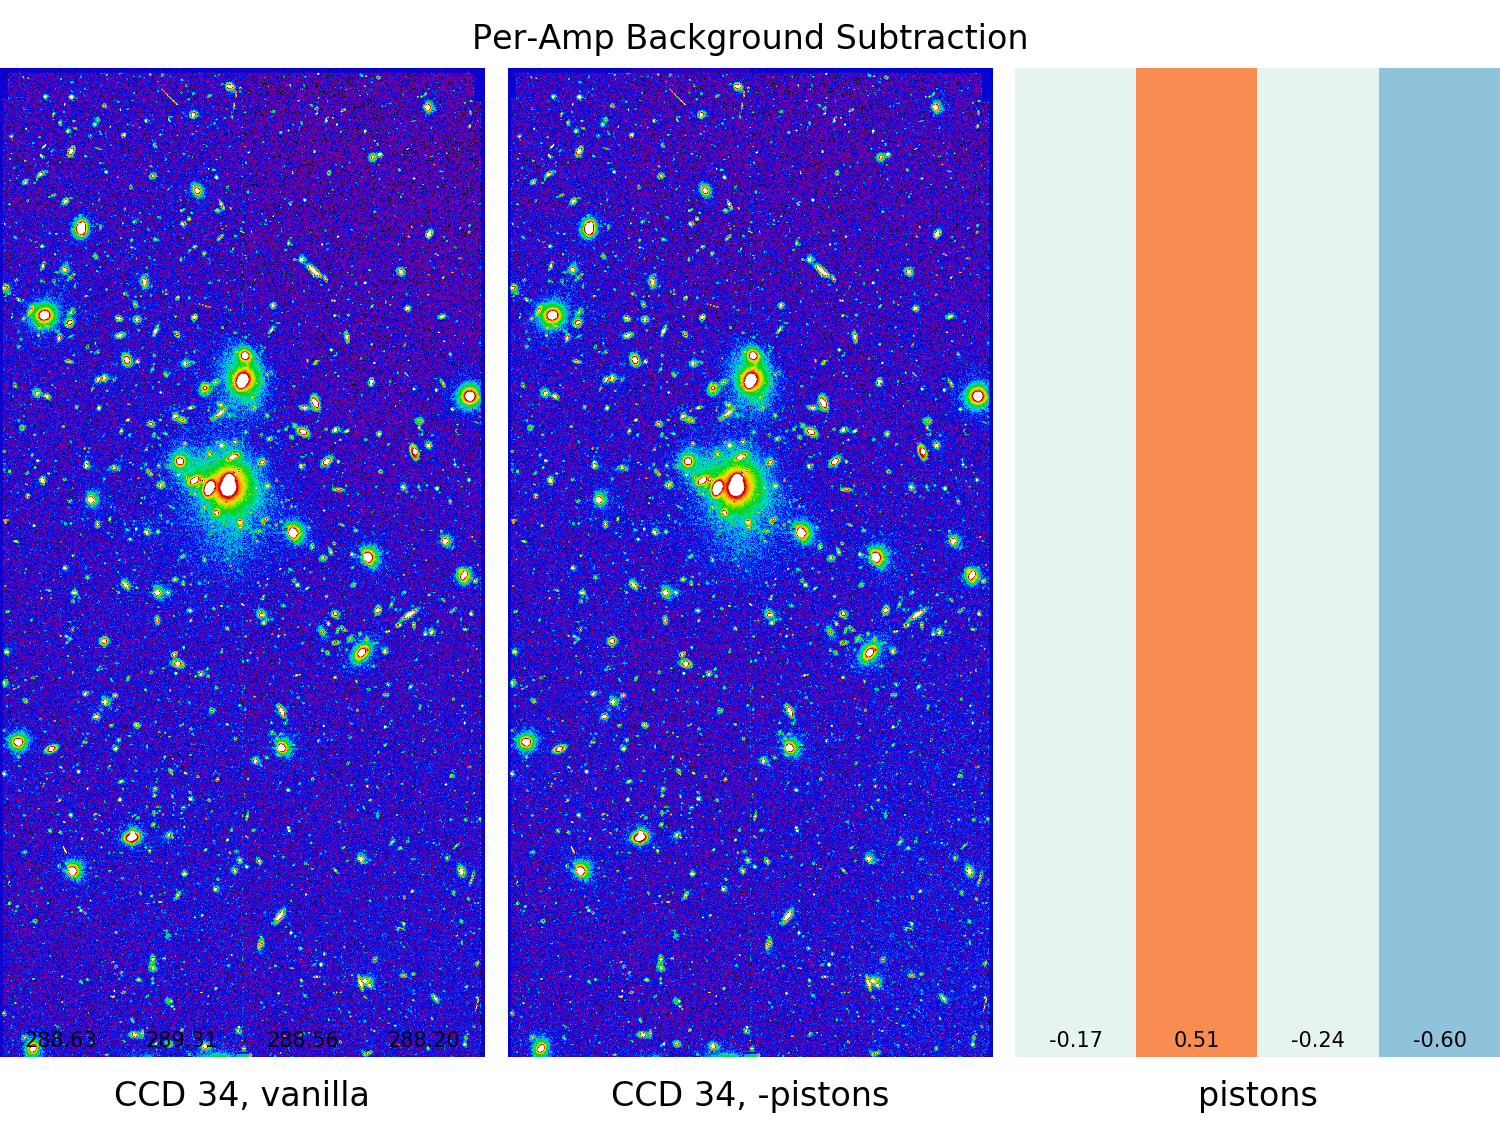 Per-Amp Background Subtraction
288.63 289.31 288.56 288.20
-0.17 0.51 -0.24 -0.60
CCD 34, vanilla
CCD 34, -pistons
pistons